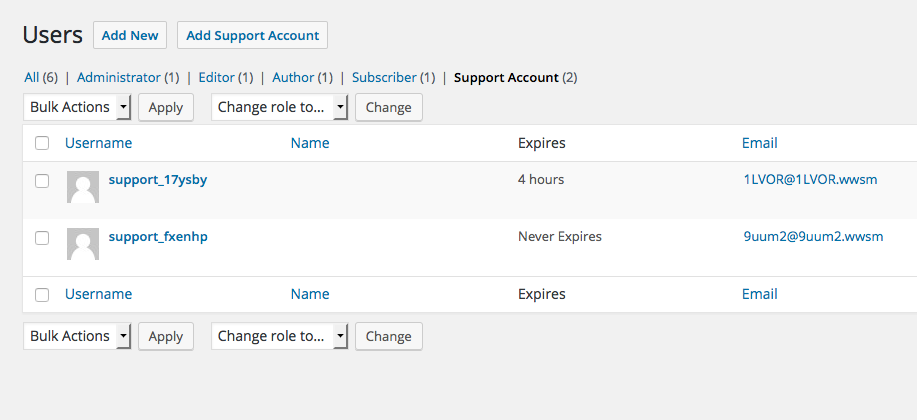 Users Add New Add Support Account
All (6) | Administrator (1) | Editor (1) | Author (1) | Subscriber (1) | Support Account (2)
Bulk Actions Apply Change role to... Change
Username Name Expires Email
support_17ysby 4 hours 1LVOR@1LVOR.wwsm
support_fxenhp Never Expires 9uum2@9uum2.wwsm
Username Name Expires Email
Bulk Actions Apply Change role to... Change